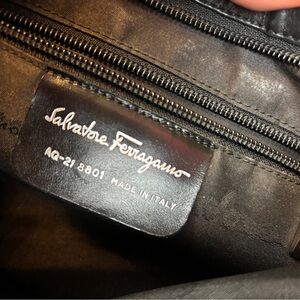 Salvatore Ferragamo
AQ-21 8801 MADE IN ITALY